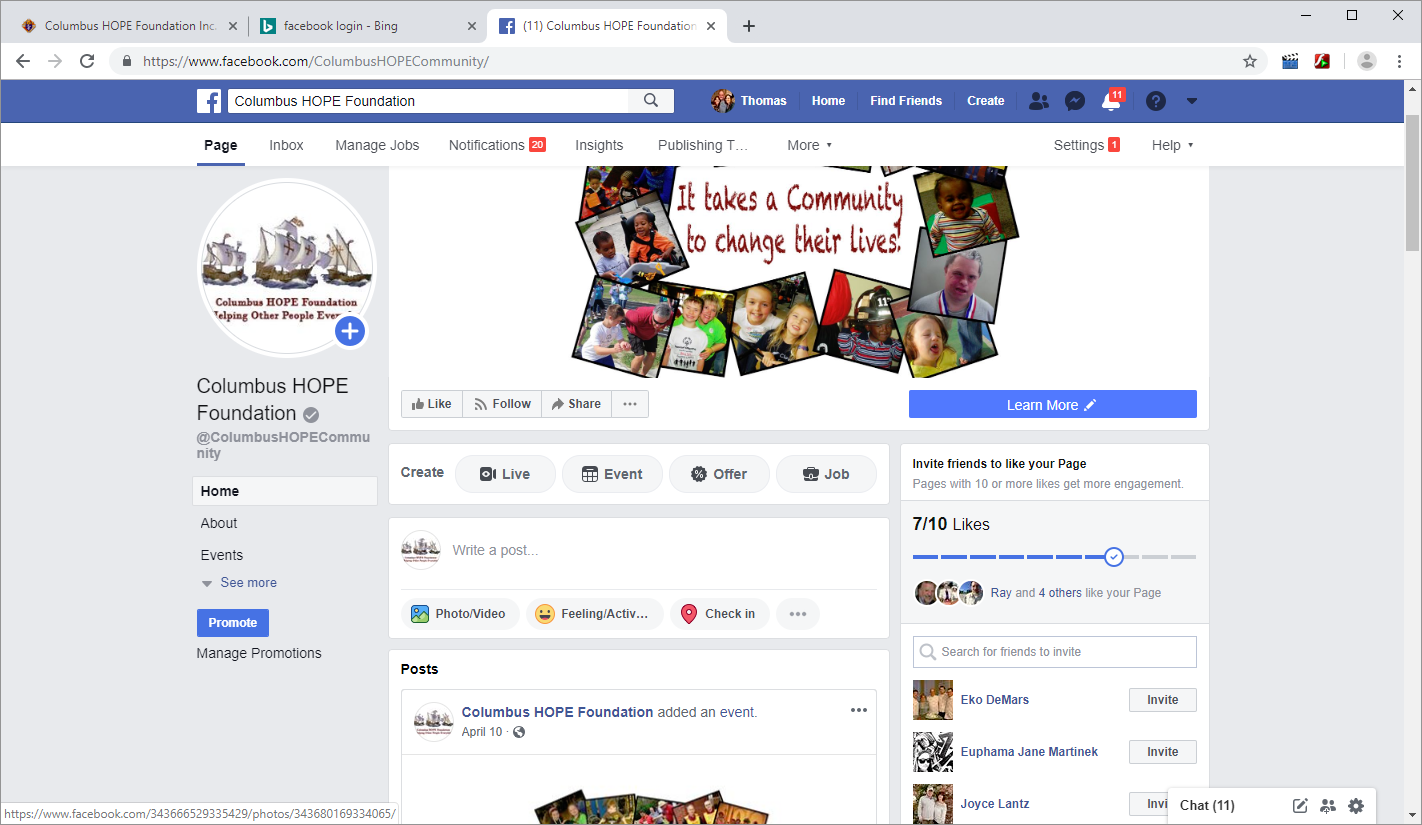 Columbus HOPE Foundation Inc.
facebook login - Bing
(11) Columbus HOPE Foundation
https://www.facebook.com/ColumbusHOPECommunity/
Columbus HOPE Foundation
Thomas
Home
Find Friends
Create
11
Page
Inbox
Manage Jobs
Notifications 20
Insights
Publishing T…
More
Settings 1
Help
It takes a Community
to change their lives!
Columbus HOPE Foundation
Helping Other People Every
Columbus HOPE
Foundation
@ColumbusHOPECommu
nity
Home
About
Events
See more
Promote
Manage Promotions
Like
Follow
Share
Learn More
Create
Live
Event
Offer
Job
Write a post...
Photo/Video
Feeling/Activ…
Check in
Posts
Columbus HOPE Foundation added an event.
April 10 ·
Invite friends to like your Page
Pages with 10 or more likes get more engagement.
7/10 Likes
Ray and 4 others like your Page
Search for friends to invite
Eko DeMars
Invite
Euphama Jane Martinek
Invite
Joyce Lantz
Invi
Chat (11)
https://www.facebook.com/343666529335429/photos/343680169334065/